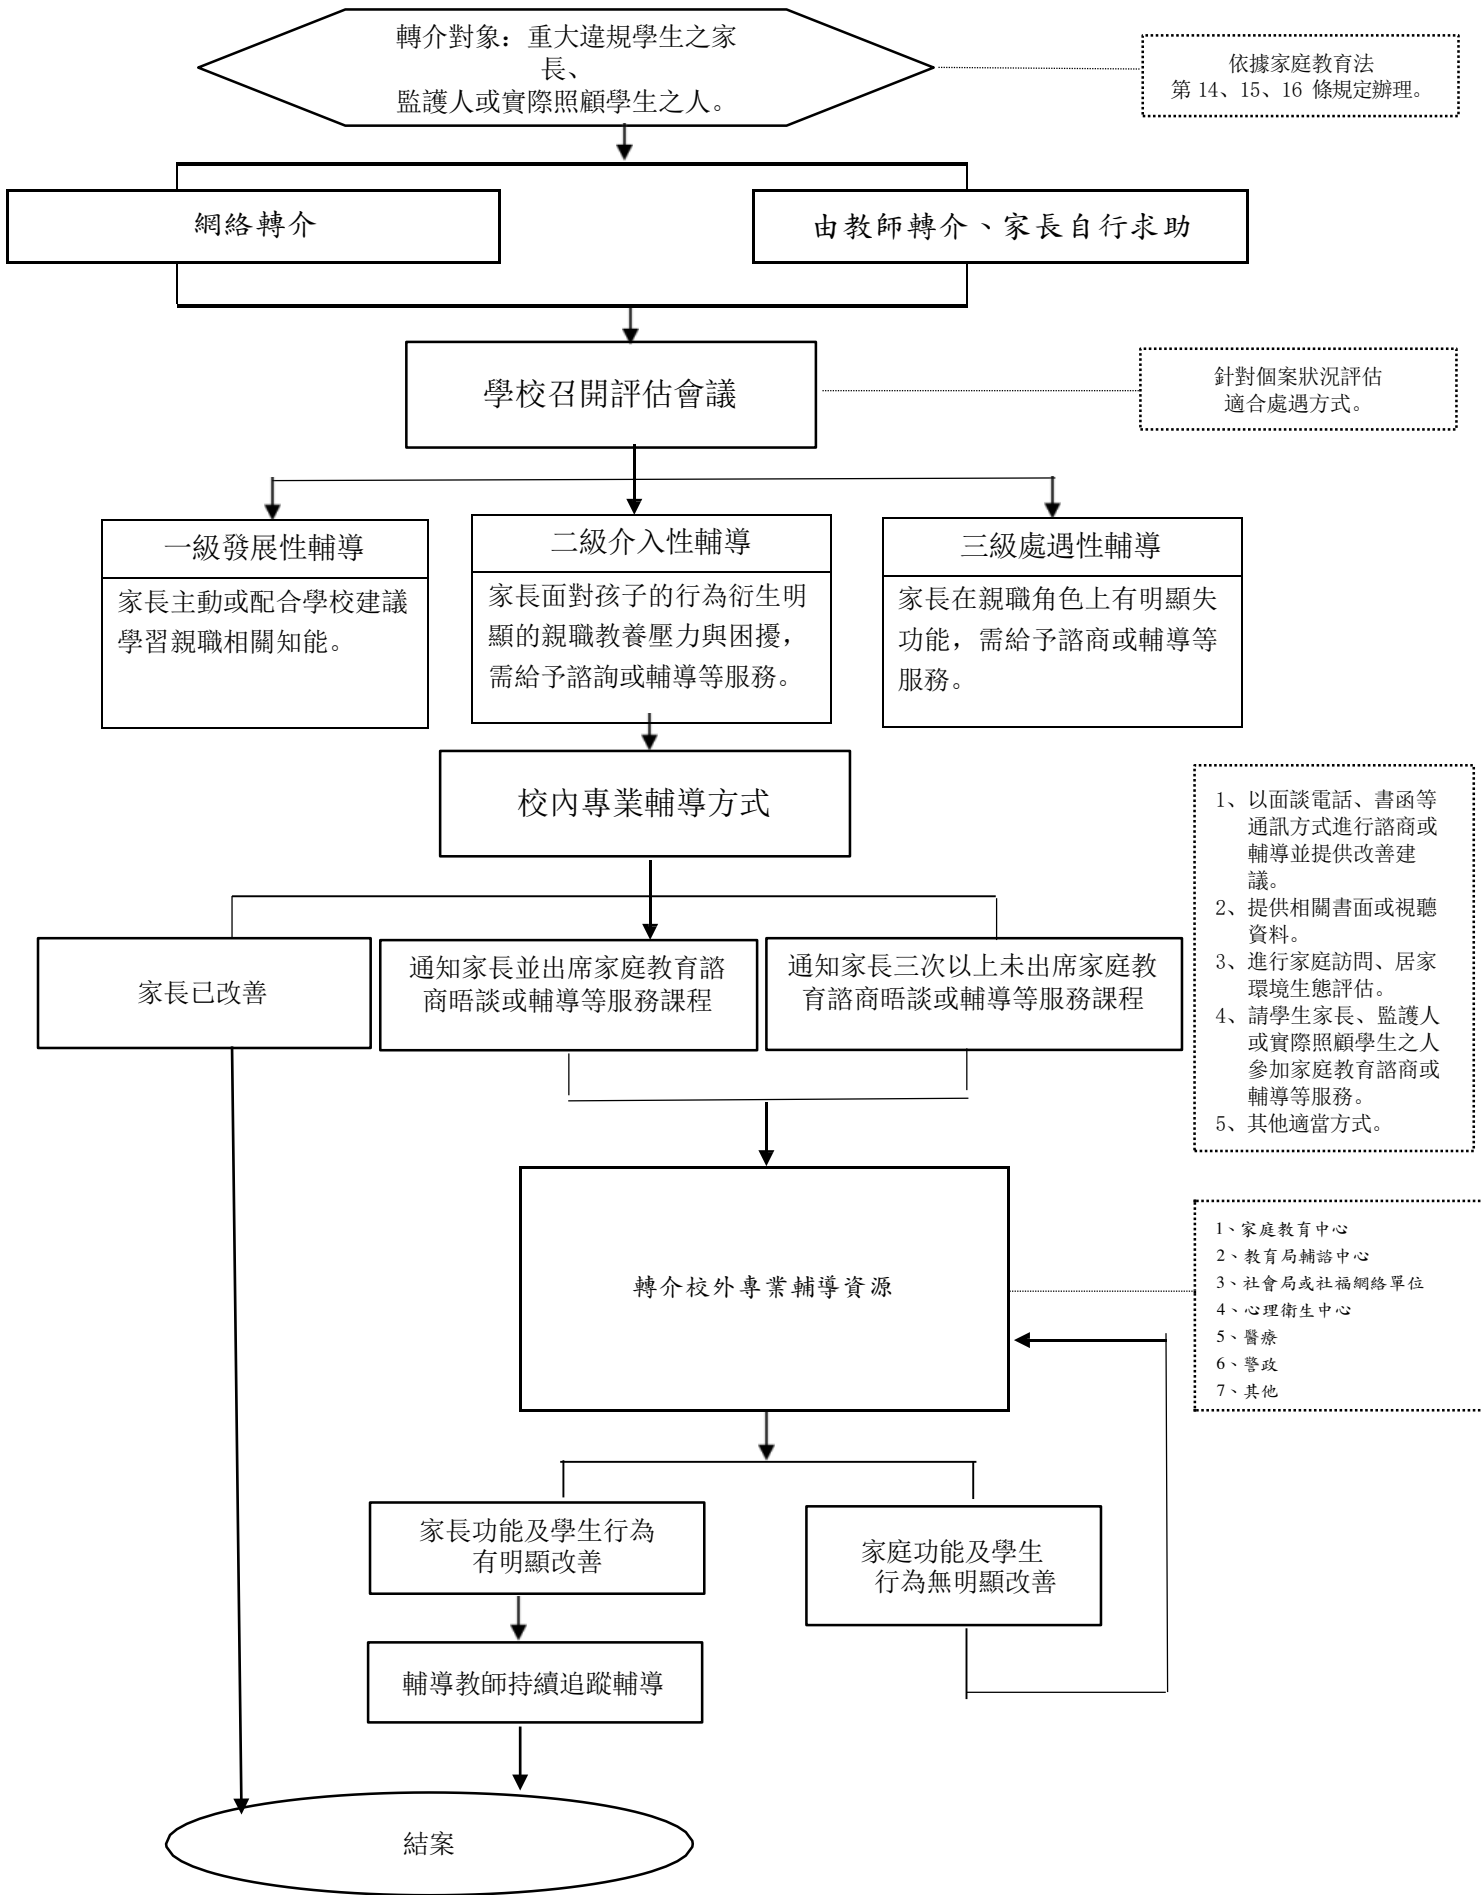 轉介對象：重大違規學生之家
長、
監護人或實際照顧學生之人。
依據家庭教育法
第 14、15、16 條規定辦理。
網絡轉介
由教師轉介、家長自行求助
學校召開評估會議
針對個案狀況評估
適合處遇方式。
一級發展性輔導
家長主動或配合學校建議
學習親職相關知能。
二級介入性輔導
家長面對孩子的行為衍生明
顯的親職教養壓力與困擾，
需給予諮詢或輔導等服務。
三級處遇性輔導
家長在親職角色上有明顯失
功能，需給予諮商或輔導等
服務。
校內專業輔導方式
1、以面談電話、書函等
通訊方式進行諮商或
輔導並提供改善建
議。
2、提供相關書面或視聽
資料。
3、進行家庭訪問、居家
環境生態評估。
4、請學生家長、監護人
或實際照顧學生之人
參加家庭教育諮商或
輔導等服務。
5、其他適當方式。
家長已改善
通知家長並出席家庭教育諮
商晤談或輔導等服務課程
通知家長三次以上未出席家庭教
育諮商晤談或輔導等服務課程
轉介校外專業輔導資源
1、家庭教育中心
2、教育局輔諮中心
3、社會局或社福網絡單位
4、心理衛生中心
5、醫療
6、警政
7、其他
家長功能及學生行為
有明顯改善
家庭功能及學生
行為無明顯改善
輔導教師持續追蹤輔導
結案